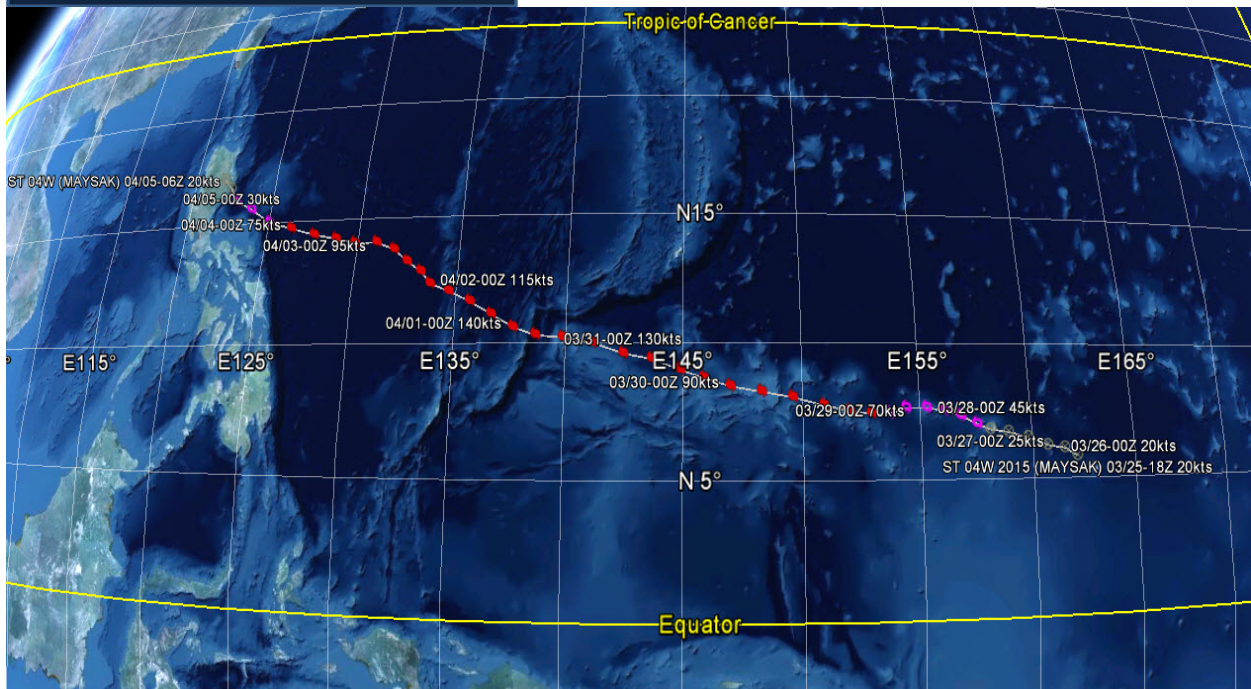 Tropic of Cancer
ST 04W (MAYSAK) 04/05-06Z 20kts
04/05-00Z 30kts
N15°
04/04-00Z 75kts
04/03-00Z 95kts
04/02-00Z 115kts
04/01-00Z 140kts
03/31-00Z 130kts
E115°
E125°
E135°
E145°
E155°
E165°
03/30-00Z 90kts
03/29-00Z 70kts
03/28-00Z 45kts
03/27-00Z 25kts
03/26-00Z 20kts
ST 04W 2015 (MAYSAK) 03/25-18Z 20kts
N 5°
Equator